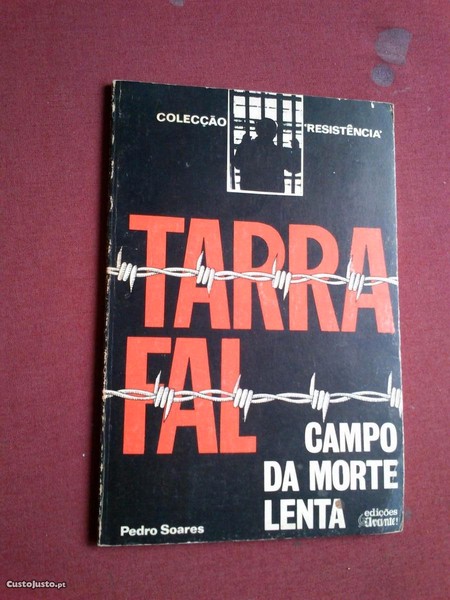 COLECÇÃO 'RESISTÊNCIA'
TARRA
FAL
CAMPO
DA MORTE
LENTA
Pedro Soares
edições
Avante!
CustoJusto.pt